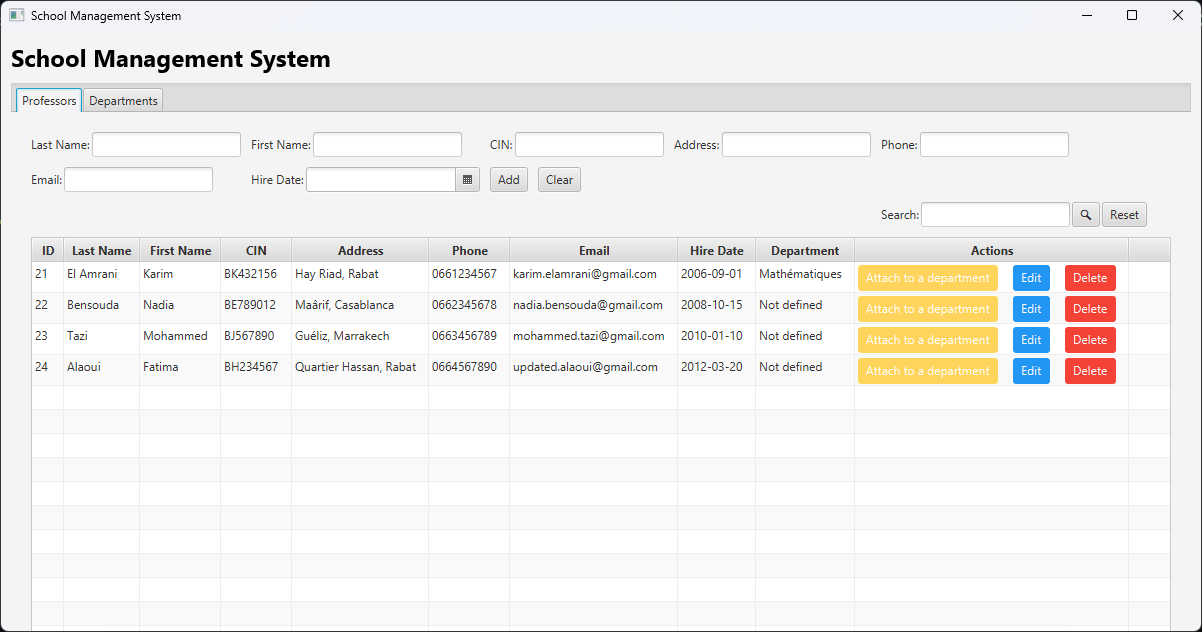 School Management System
School Management System
Professors Departments
Last Name: First Name: CIN: Address: Phone:
Email: Hire Date: Add Clear
Search: Reset
ID Last Name First Name CIN Address Phone Email Hire Date Department Actions
21 El Amrani Karim BK432156 Hay Riad, Rabat 0661234567 karim.elamrani@gmail.com 2006-09-01 Mathématiques Attach to a department Edit Delete
22 Bensouda Nadia BE789012 Maârif, Casablanca 0662345678 nadia.bensouda@gmail.com 2008-10-15 Not defined Attach to a department Edit Delete
23 Tazi Mohammed BJ567890 Guéliz, Marrakech 0663456789 mohammed.tazi@gmail.com 2010-01-10 Not defined Attach to a department Edit Delete
24 Alaoui Fatima BH234567 Quartier Hassan, Rabat 0664567890 updated.alaoui@gmail.com 2012-03-20 Not defined Attach to a department Edit Delete